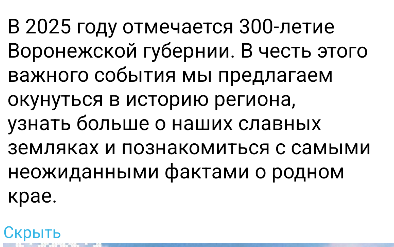 В 2025 году отмечается 300-летие
Воронежской губернии. В честь этого
важного события мы предлагаем
окунуться в историю региона,
узнать больше о наших славных
земляках и познакомиться с самыми
неожиданными фактами о родном
крае.
Скрыть